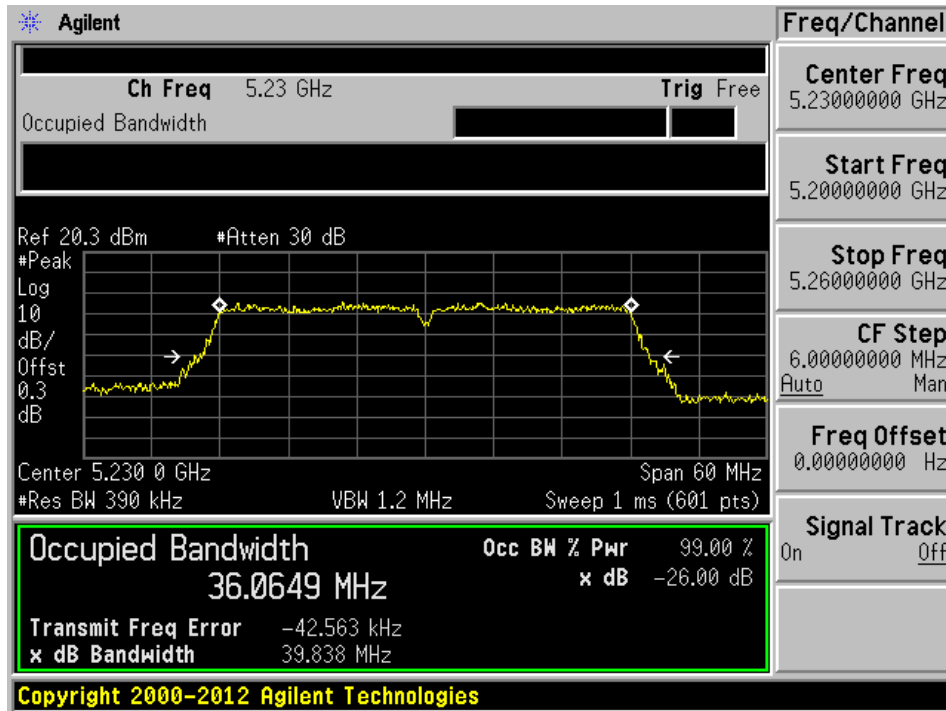 Agilent
Freq/Channel
Ch Freq 5.23 GHz Trig Free
Occupied Bandwidth
Center Freq
5.23000000 GHz
Start Freq
5.20000000 GHz
Stop Freq
5.26000000 GHz
CF Step
6.00000000 MHz
Auto Man
Freq Offset
0.00000000 Hz
Signal Track
On Off
Ref 20.3 dBm #Atten 30 dB
#Peak
Log
10
dB/
Offst
0.3
dB
Center 5.230 0 GHz Span 60 MHz
#Res BW 390 kHz VBW 1.2 MHz Sweep 1 ms (601 pts)
Occupied Bandwidth Occ BW % Pwr 99.00 %
36.0649 MHz x dB -26.00 dB
Transmit Freq Error -42.563 kHz
x dB Bandwidth 39.838 MHz
Copyright 2000-2012 Agilent Technologies